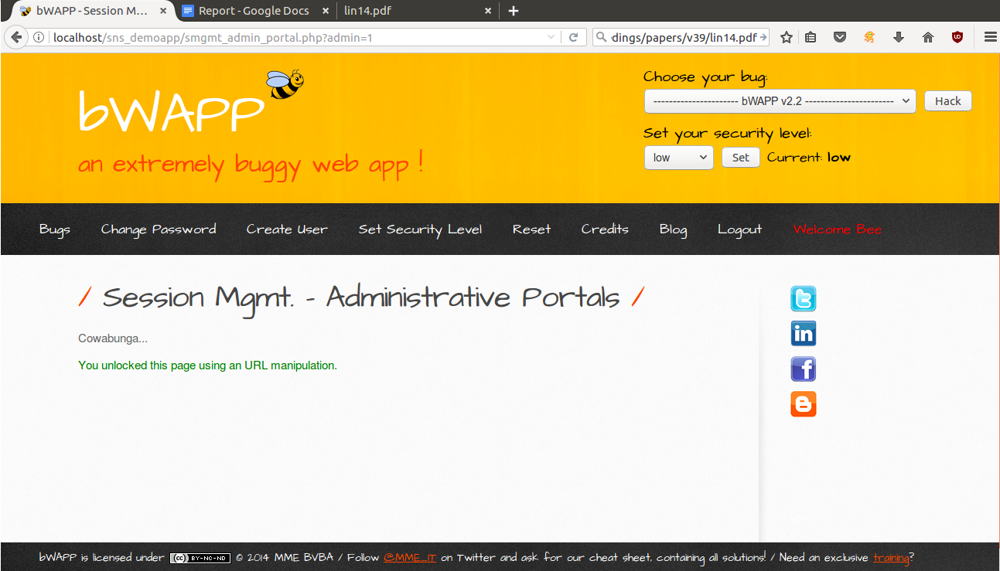 bWAPP - Session M...
Report - Google Docs
lin14.pdf
localhost/sns_demoapp/smgmt_admin_portal.php?admin=1
dings/papers/v39/lin14.pdf
bWAPP
an extremely buggy web app !
Choose your bug:
---------------------- bWAPP v2.2 -----------------------
Hack
Set your security level:
low
Set
Current: low
Bugs
Change Password
Create User
Set Security Level
Reset
Credits
Blog
Logout
Welcome Bee
/ Session Mgmt. - Administrative Portals /
Cowabunga...
You unlocked this page using an URL manipulation.
bWAPP is licensed under (cc) BY-NC-ND © 2014 MME BVBA / Follow @MME_IT on Twitter and ask for our cheat sheet, containing all solutions! / Need an exclusive training?